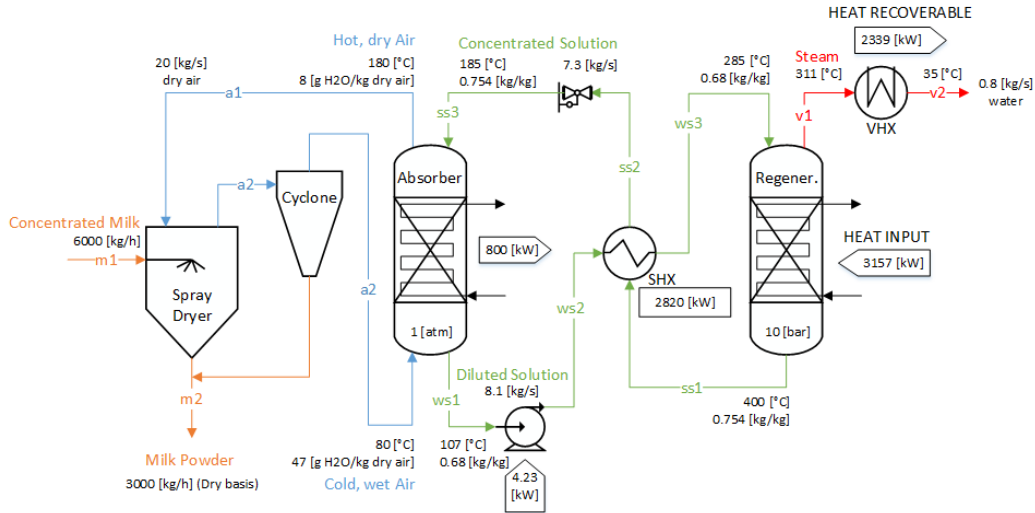 HEAT RECOVERABLE
2339 [kW]
Hot, dry Air
180 [°C]
8 [g H2O/kg dry air]
20 [kg/s]
dry air
a1
Concentrated Solution
185 [°C]
0.754 [kg/kg]
7.3 [kg/s]
285 [°C]
0.68 [kg/kg]
Steam
311 [°C]
35 [°C]
v1
v2
0.8 [kg/s]
water
VHX
ss3
ws3
ss2
a2
Cyclone
Absorber
Regener.
Concentrated Milk
6000 [kg/h]
m1
Spray
Dryer
a2
800 [kW]
HEAT INPUT
3157 [kW]
SHX
2820 [kW]
ws2
1 [atm]
10 [bar]
Diluted Solution
8.1 [kg/s]
ws1
ss1
400 [°C]
0.754 [kg/kg]
m2
Milk Powder
3000 [kg/h] (Dry basis)
80 [°C]
47 [g H2O/kg dry air]
Cold, wet Air
107 [°C]
0.68 [kg/kg]
4.23
[kW]